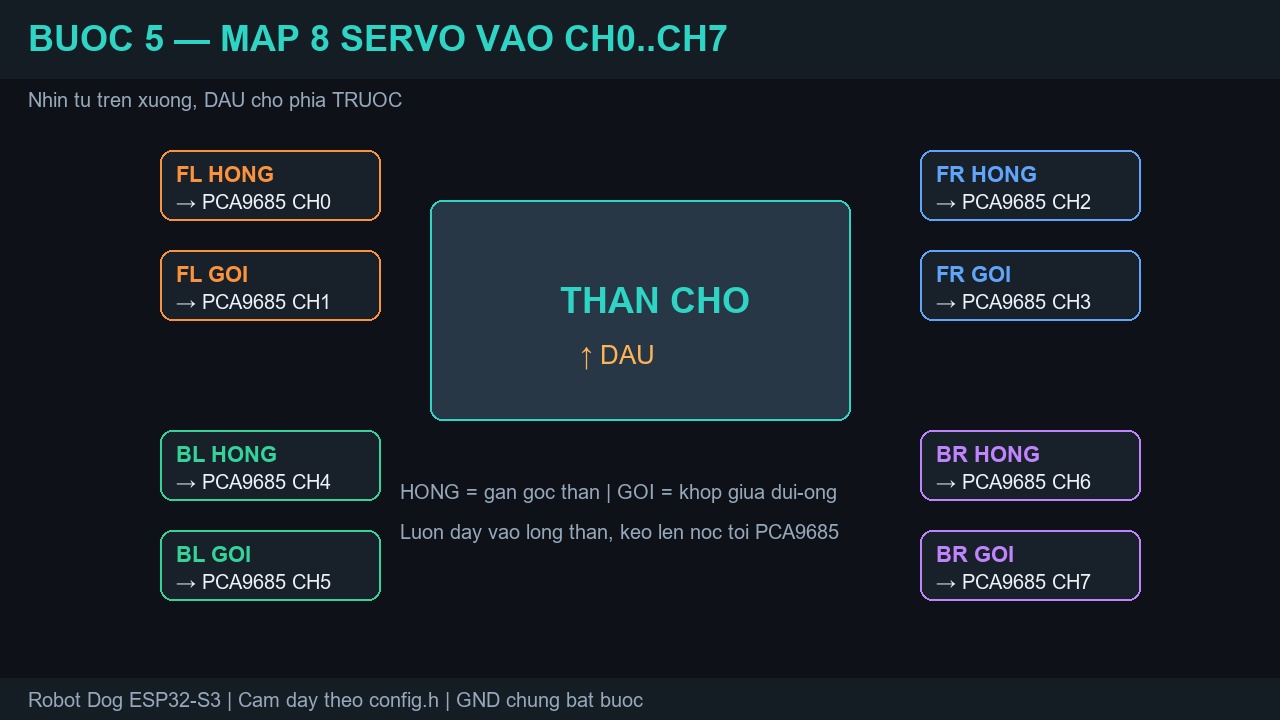 BUOC 5 — MAP 8 SERVO VAO CH0..CH7
Nhin tu tren xuong, DAU cho phia TRUOC
FL HONG
→ PCA9685 CH0
FL GOI
→ PCA9685 CH1
FR HONG
→ PCA9685 CH2
FR GOI
→ PCA9685 CH3
THAN CHO
↑ DAU
BL HONG
→ PCA9685 CH4
BL GOI
→ PCA9685 CH5
HONG = gan goc than | GOI = khop giua dui-ong
Luon day vao long than, keo len noc toi PCA9685
BR HONG
→ PCA9685 CH6
BR GOI
→ PCA9685 CH7
Robot Dog ESP32-S3 | Cam day theo config.h | GND chung bat buoc